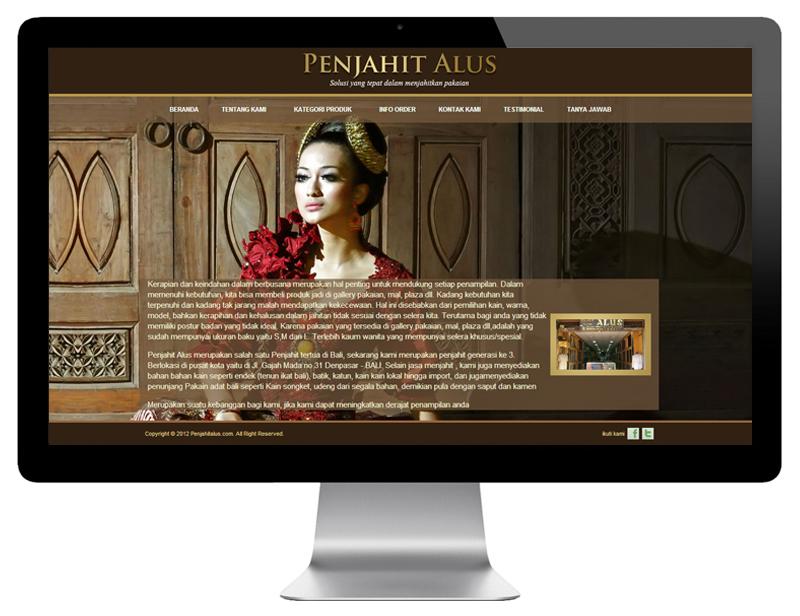 PENJAHIT ALUS
Solusi yang tepat dalam menjahitkan pakaian
BERANDA TENTANG KAMI KATEGORI PRODUK INFO ORDER KONTAK KAMI TESTIMONIAL TANYA JAWAB
Kerapian dan keindahan dalam berbusana merupakan hal penting untuk mendukung setiap penampilan. Dalam
memenuhi kebutuhan, kita bisa membeli produk jadi di gallery pakaian, mal, plaza dll. Kadang kebutuhan kita
terpenuhi dan kadang tak jarang malah mendapatkan kekecewaan. Hal ini disebabkan dari pemilihan kain, warna,
model, bahkan kerapihan dan kehalusan dalam jahitan tidak sesuai dengan selera kita. Terutama bagi anda yang tidak
memiliki postur badan yang tidak ideal. Karena pakaian yang tersedia di gallery pakaian, mal, plaza dll,adalah yang
sudah mempunyai ukuran baku yaitu S,M dan L. Terlebih kaum wanita yang mempunyai selera khusus/spesial.
Penjahit Alus merupakan salah satu Penjahit tertua di Bali, sekarang kami merupakan penjahit generasi ke 3.
Berlokasi di pusat kota yaitu di Jl. Gajah Mada no.31 Denpasar - BALI, Selain jasa menjahit , kami juga menyediakan
bahan bahan kain seperti endek (tenun ikat bali), batik, katun, kain kain lokal hingga import, dan jugamenyediakan
penunjang Pakain adat bali seperti Kain songket, udeng dari segala bahan, demikian pula dengan saput dan kamen
Merupakan suatu kebanggan bagi kami, jika kami dapat meningkatkan derajat penampilan anda
ALUS
Copyright © 2012 Penjahitalus.com. All Right Reserved.
ikuti kami f t